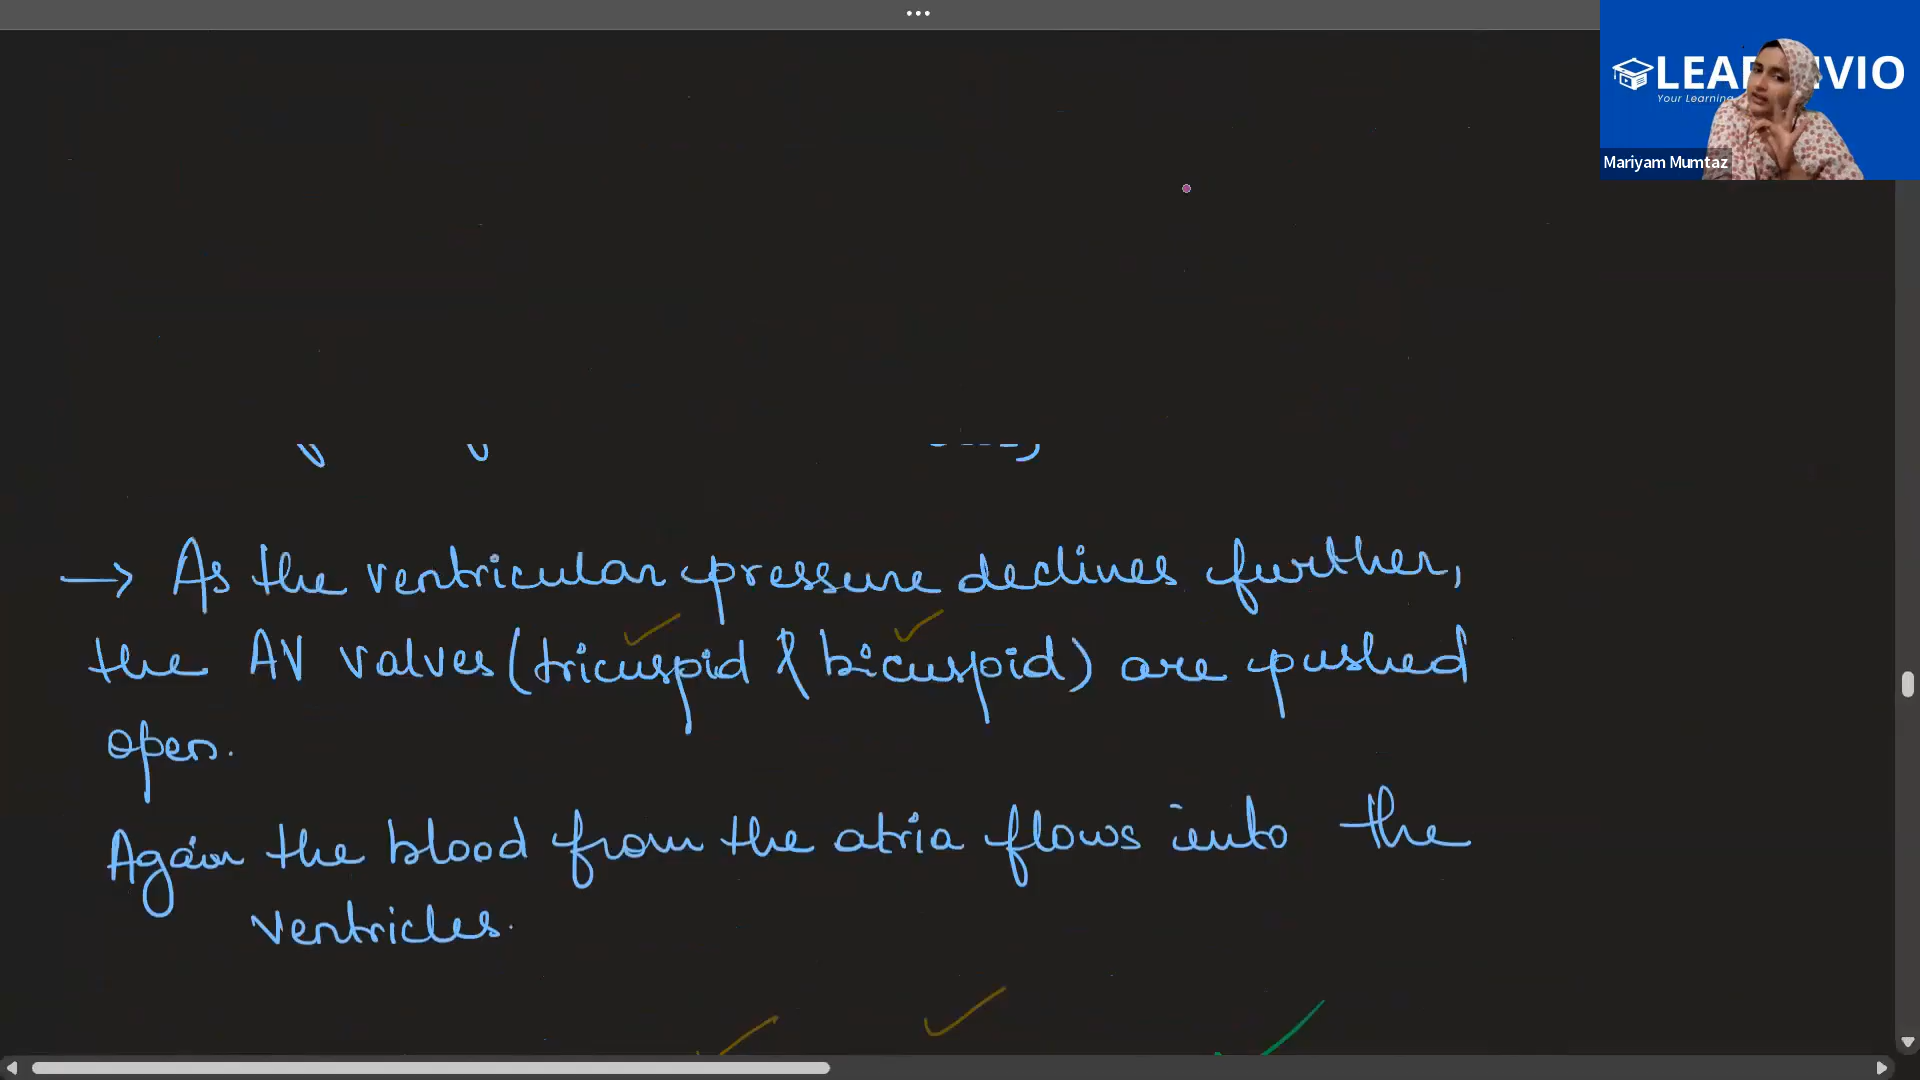 LEAR IVIO
Your Learning
Mariyam Mumtaz
→ As the ventricular pressure declines further,
the AV valves (tricuspid & bicuspid) are pushed
open.
Again the blood from the atria flows into the
ventricles.